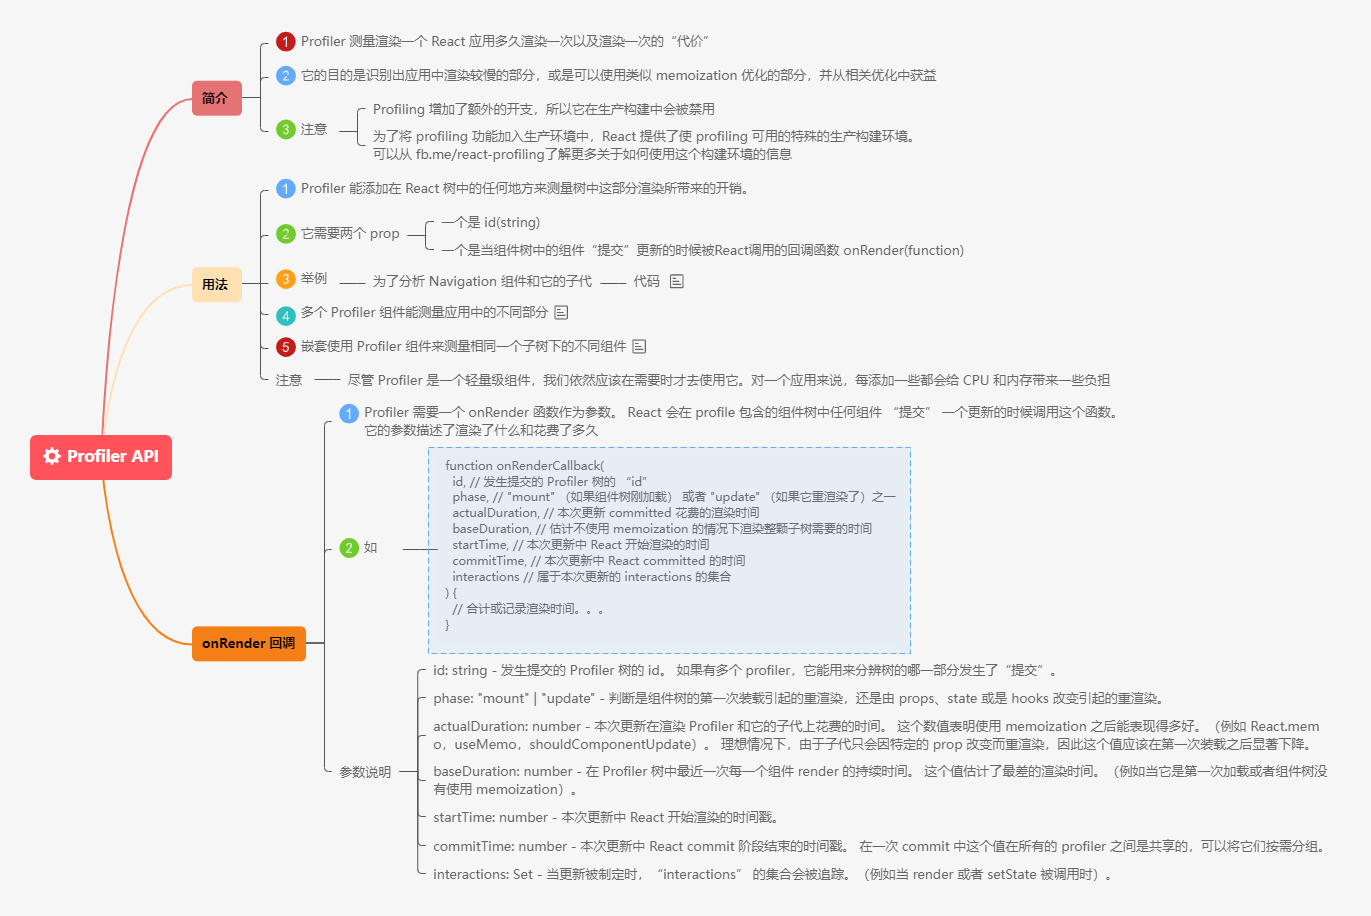 Profiler API
简介
1 Profiler 测量渲染一个 React 应用多久渲染一次以及渲染一次的“代价”
2 它的目的是识别出应用中渲染较慢的部分，或是可以使用类似 memoization 优化的部分，并从相关优化中获益
3 注意
Profiling 增加了额外的开支，所以它在生产构建中会被禁用
为了将 profiling 功能加入生产环境中，React 提供了使 profiling 可用的特殊的生产构建环境。
可以从 fb.me/react-profiling了解更多关于如何使用这个构建环境的信息
用法
1 Profiler 能添加在 React 树中的任何地方来测量树中这部分渲染所带来的开销。
2 它需要两个 prop
一个是 id(string)
一个是当组件树中的组件“提交”更新的时候被React调用的回调函数 onRender(function)
3 举例
为了分析 Navigation 组件和它的子代
代码
4 多个 Profiler 组件能测量应用中的不同部分
5 嵌套使用 Profiler 组件来测量相同一个子树下的不同组件
注意
尽管 Profiler 是一个轻量级组件，我们依然应该在需要时才去使用它。对一个应用来说，每添加一些都会给 CPU 和内存带来一些负担
onRender 回调
1 Profiler 需要一个 onRender 函数作为参数。 React 会在 profile 包含的组件树中任何组件 “提交” 一个更新的时候调用这个函数。
它的参数描述了渲染了什么和花费了多久
2 如
function onRenderCallback(
id, // 发生提交的 Profiler 树的 “id”
phase, // "mount" （如果组件树刚加载） 或者 "update" （如果它重渲染了）之一
actualDuration, // 本次更新 committed 花费的渲染时间
baseDuration, // 估计不使用 memoization 的情况下渲染整颗子树需要的时间
startTime, // 本次更新中 React 开始渲染的时间
commitTime, // 本次更新中 React committed 的时间
interactions // 属于本次更新的 interactions 的集合
) {
// 合计或记录渲染时间。。。
}
参数说明
id: string - 发生提交的 Profiler 树的 id。 如果有多个 profiler，它能用来分辨树的哪一部分发生了“提交”。
phase: "mount" | "update" - 判断是组件树的第一次装载引起的重渲染，还是由 props、state 或是 hooks 改变引起的重渲染。
actualDuration: number - 本次更新在渲染 Profiler 和它的子代上花费的时间。 这个数值表明使用 memoization 之后能表现得多好。（例如 React.mem
o，useMemo，shouldComponentUpdate）。 理想情况下，由于子代只会因特定的 prop 改变而重渲染，因此这个值应该在第一次装载之后显著下降。
baseDuration: number - 在 Profiler 树中最近一次每一个组件 render 的持续时间。 这个值估计了最差的渲染时间。（例如当它是第一次加载或者组件树没
有使用 memoization）。
startTime: number - 本次更新中 React 开始渲染的时间戳。
commitTime: number - 本次更新中 React commit 阶段结束的时间戳。 在一次 commit 中这个值在所有的 profiler 之间是共享的，可以将它们按需分组。
interactions: Set - 当更新被制定时，“interactions” 的集合会被追踪。（例如当 render 或者 setState 被调用时）。